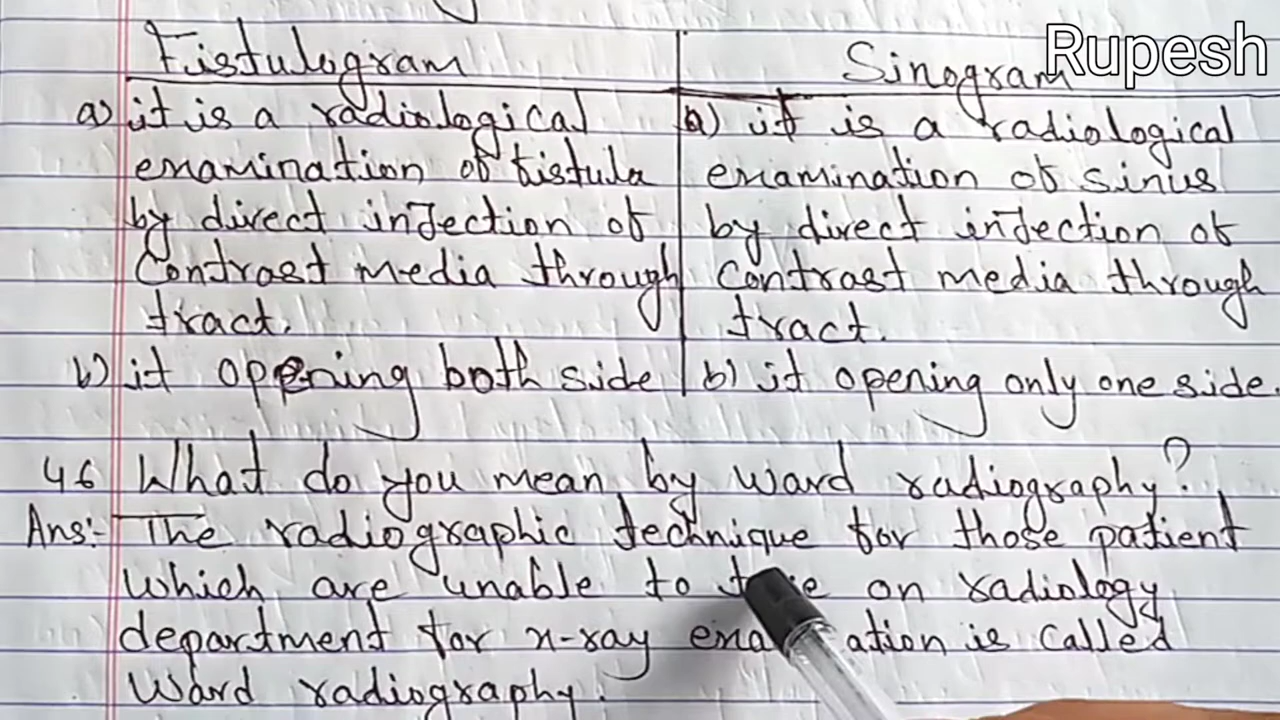 Rupesh
Fistulogram
Sinogram
a) it is a radiological
examination of fistula
by direct injection of
Contrast media through
tract.
b) it opening both side
a) it is a radiological
examination of sinus
by direct injection of
Contrast media through
tract.
b) it opening only one side.
46 What do you mean by ward radiography?
Ans:- The radiographic technique for those patient
which are unable to on radiology
department for x-ray is called
Ward radiography.